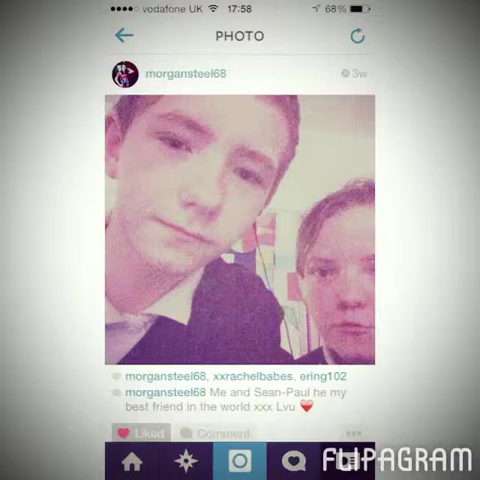 vodafone UK 17:58 68%
PHOTO
morgansteel68 3w
morgansteel68, xxrachelbabes, ering102
morgansteel68 Me and Sean-Paul he my
best friend in the world xxx Lvu ❤️
Liked Comment
FLIPAGRAM